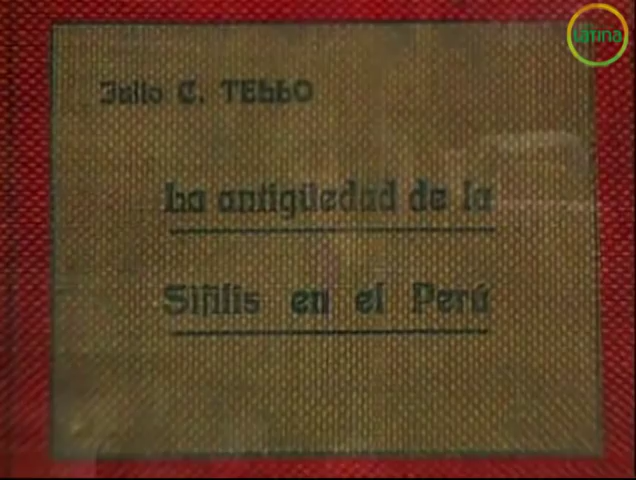 Julio C. TELLO
La antigüedad de la
Sífilis en el Perú
Latina